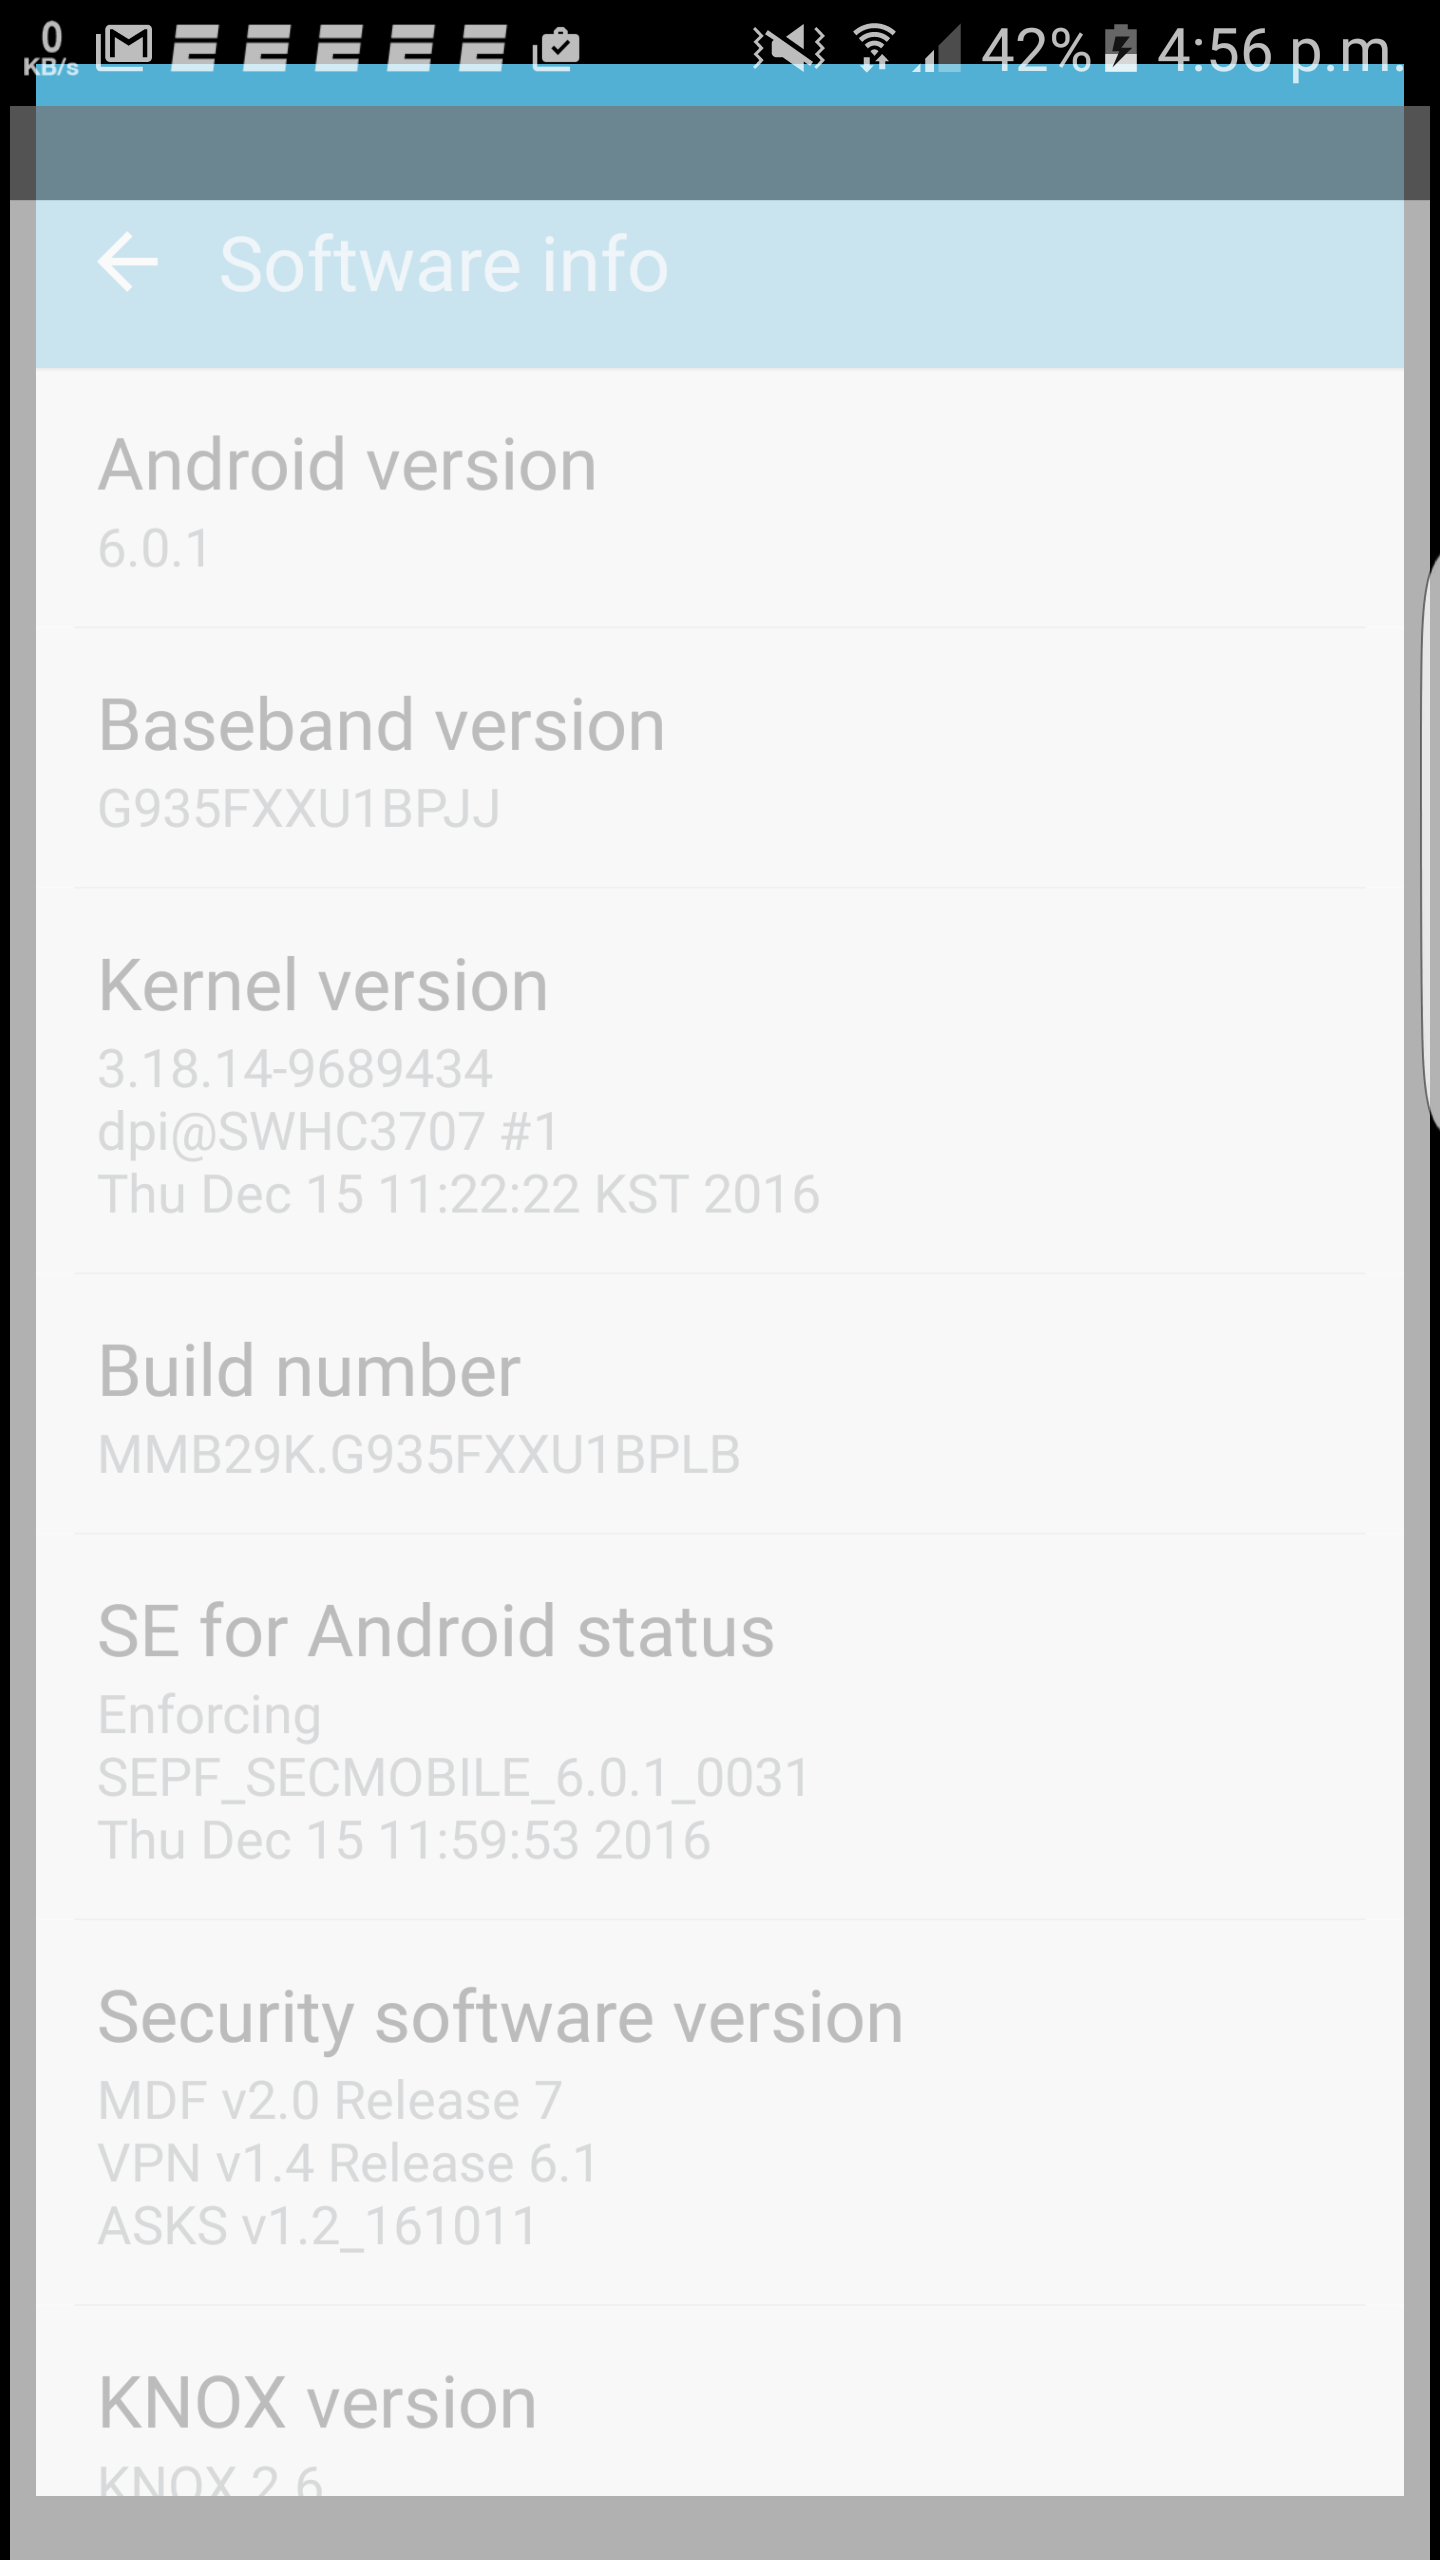 0
KB/s
42% 4:56 p.m.
Software info
Android version
6.0.1
Baseband version
G935FXXU1BPJJ
Kernel version
3.18.14-9689434
dpi@SWHC3707 #1
Thu Dec 15 11:22:22 KST 2016
Build number
MMB29K.G935FXXU1BPLB
SE for Android status
Enforcing
SEPF_SECMOBILE_6.0.1_0031
Thu Dec 15 11:59:53 2016
Security software version
MDF v2.0 Release 7
VPN v1.4 Release 6.1
ASKS v1.2_161011
KNOX version
KNOX 2.6